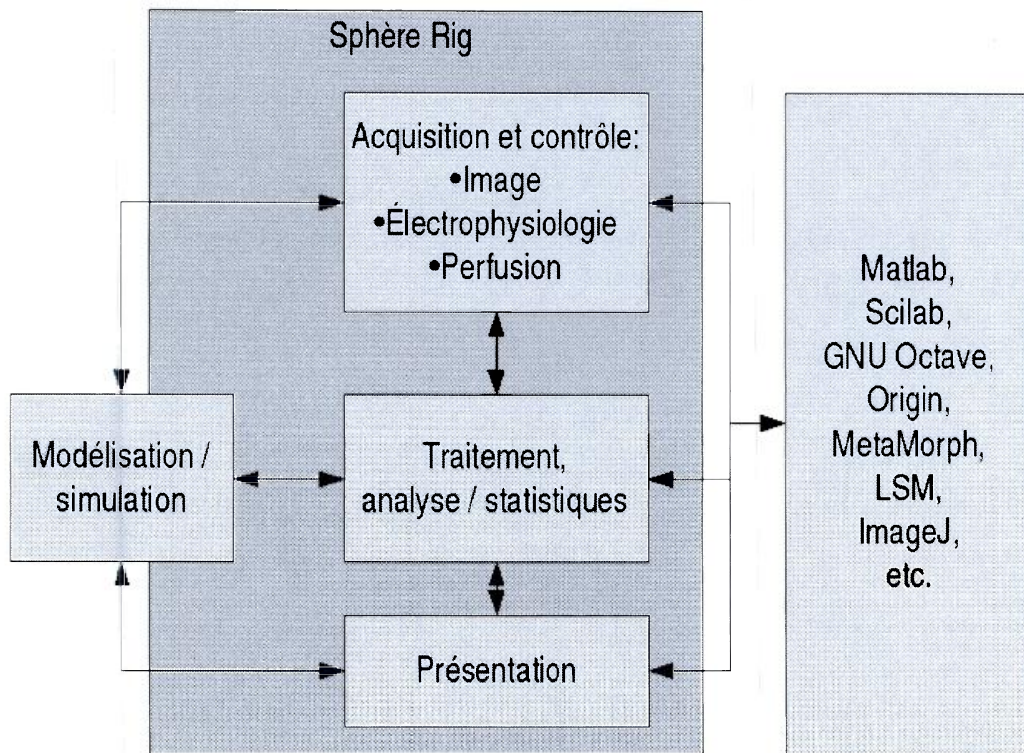 Sphère Rig
Acquisition et contrôle:
•Image
•Électrophysiologie
•Perfusion
Modélisation /
simulation
Traitement,
analyse / statistiques
Présentation
Matlab,
Scilab,
GNU Octave,
Origin,
MetaMorph,
LSM,
ImageJ,
etc.